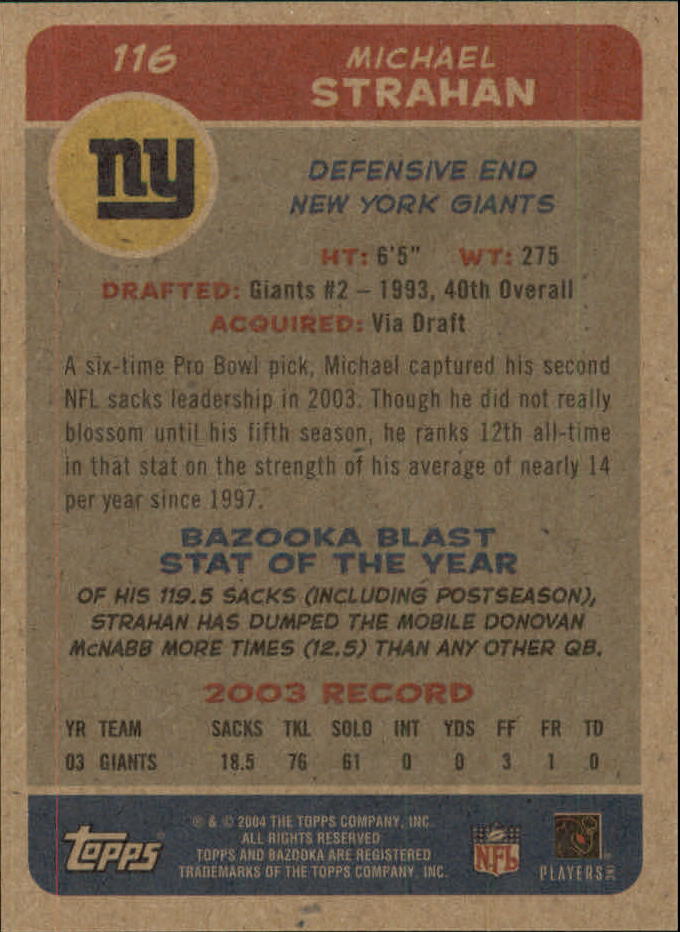 116
MICHAEL
STRAHAN
ny
DEFENSIVE END
NEW YORK GIANTS
HT: 6'5" WT: 275
DRAFTED: Giants #2 – 1993, 40th Overall
ACQUIRED: Via Draft
A six-time Pro Bowl pick, Michael captured his second
NFL sacks leadership in 2003. Though he did not really
blossom until his fifth season, he ranks 12th all-time
in that stat on the strength of his average of nearly 14
per year since 1997.
BAZOOKA BLAST
STAT OF THE YEAR
OF HIS 119.5 SACKS (INCLUDING POSTSEASON),
STRAHAN HAS DUMPED THE MOBILE DONOVAN
McNABB MORE TIMES (12.5) THAN ANY OTHER QB.
2003 RECORD
YR TEAM SACKS TKL SOLO INT YDS FF FR TD
03 GIANTS 18.5 76 61 0 0 3 1 0
Topps
® & © 2004 THE TOPPS COMPANY, INC.
ALL RIGHTS RESERVED
TOPPS AND BAZOOKA ARE REGISTERED
TRADEMARKS OF THE TOPPS COMPANY, INC.
NFL
PLAYERS INC